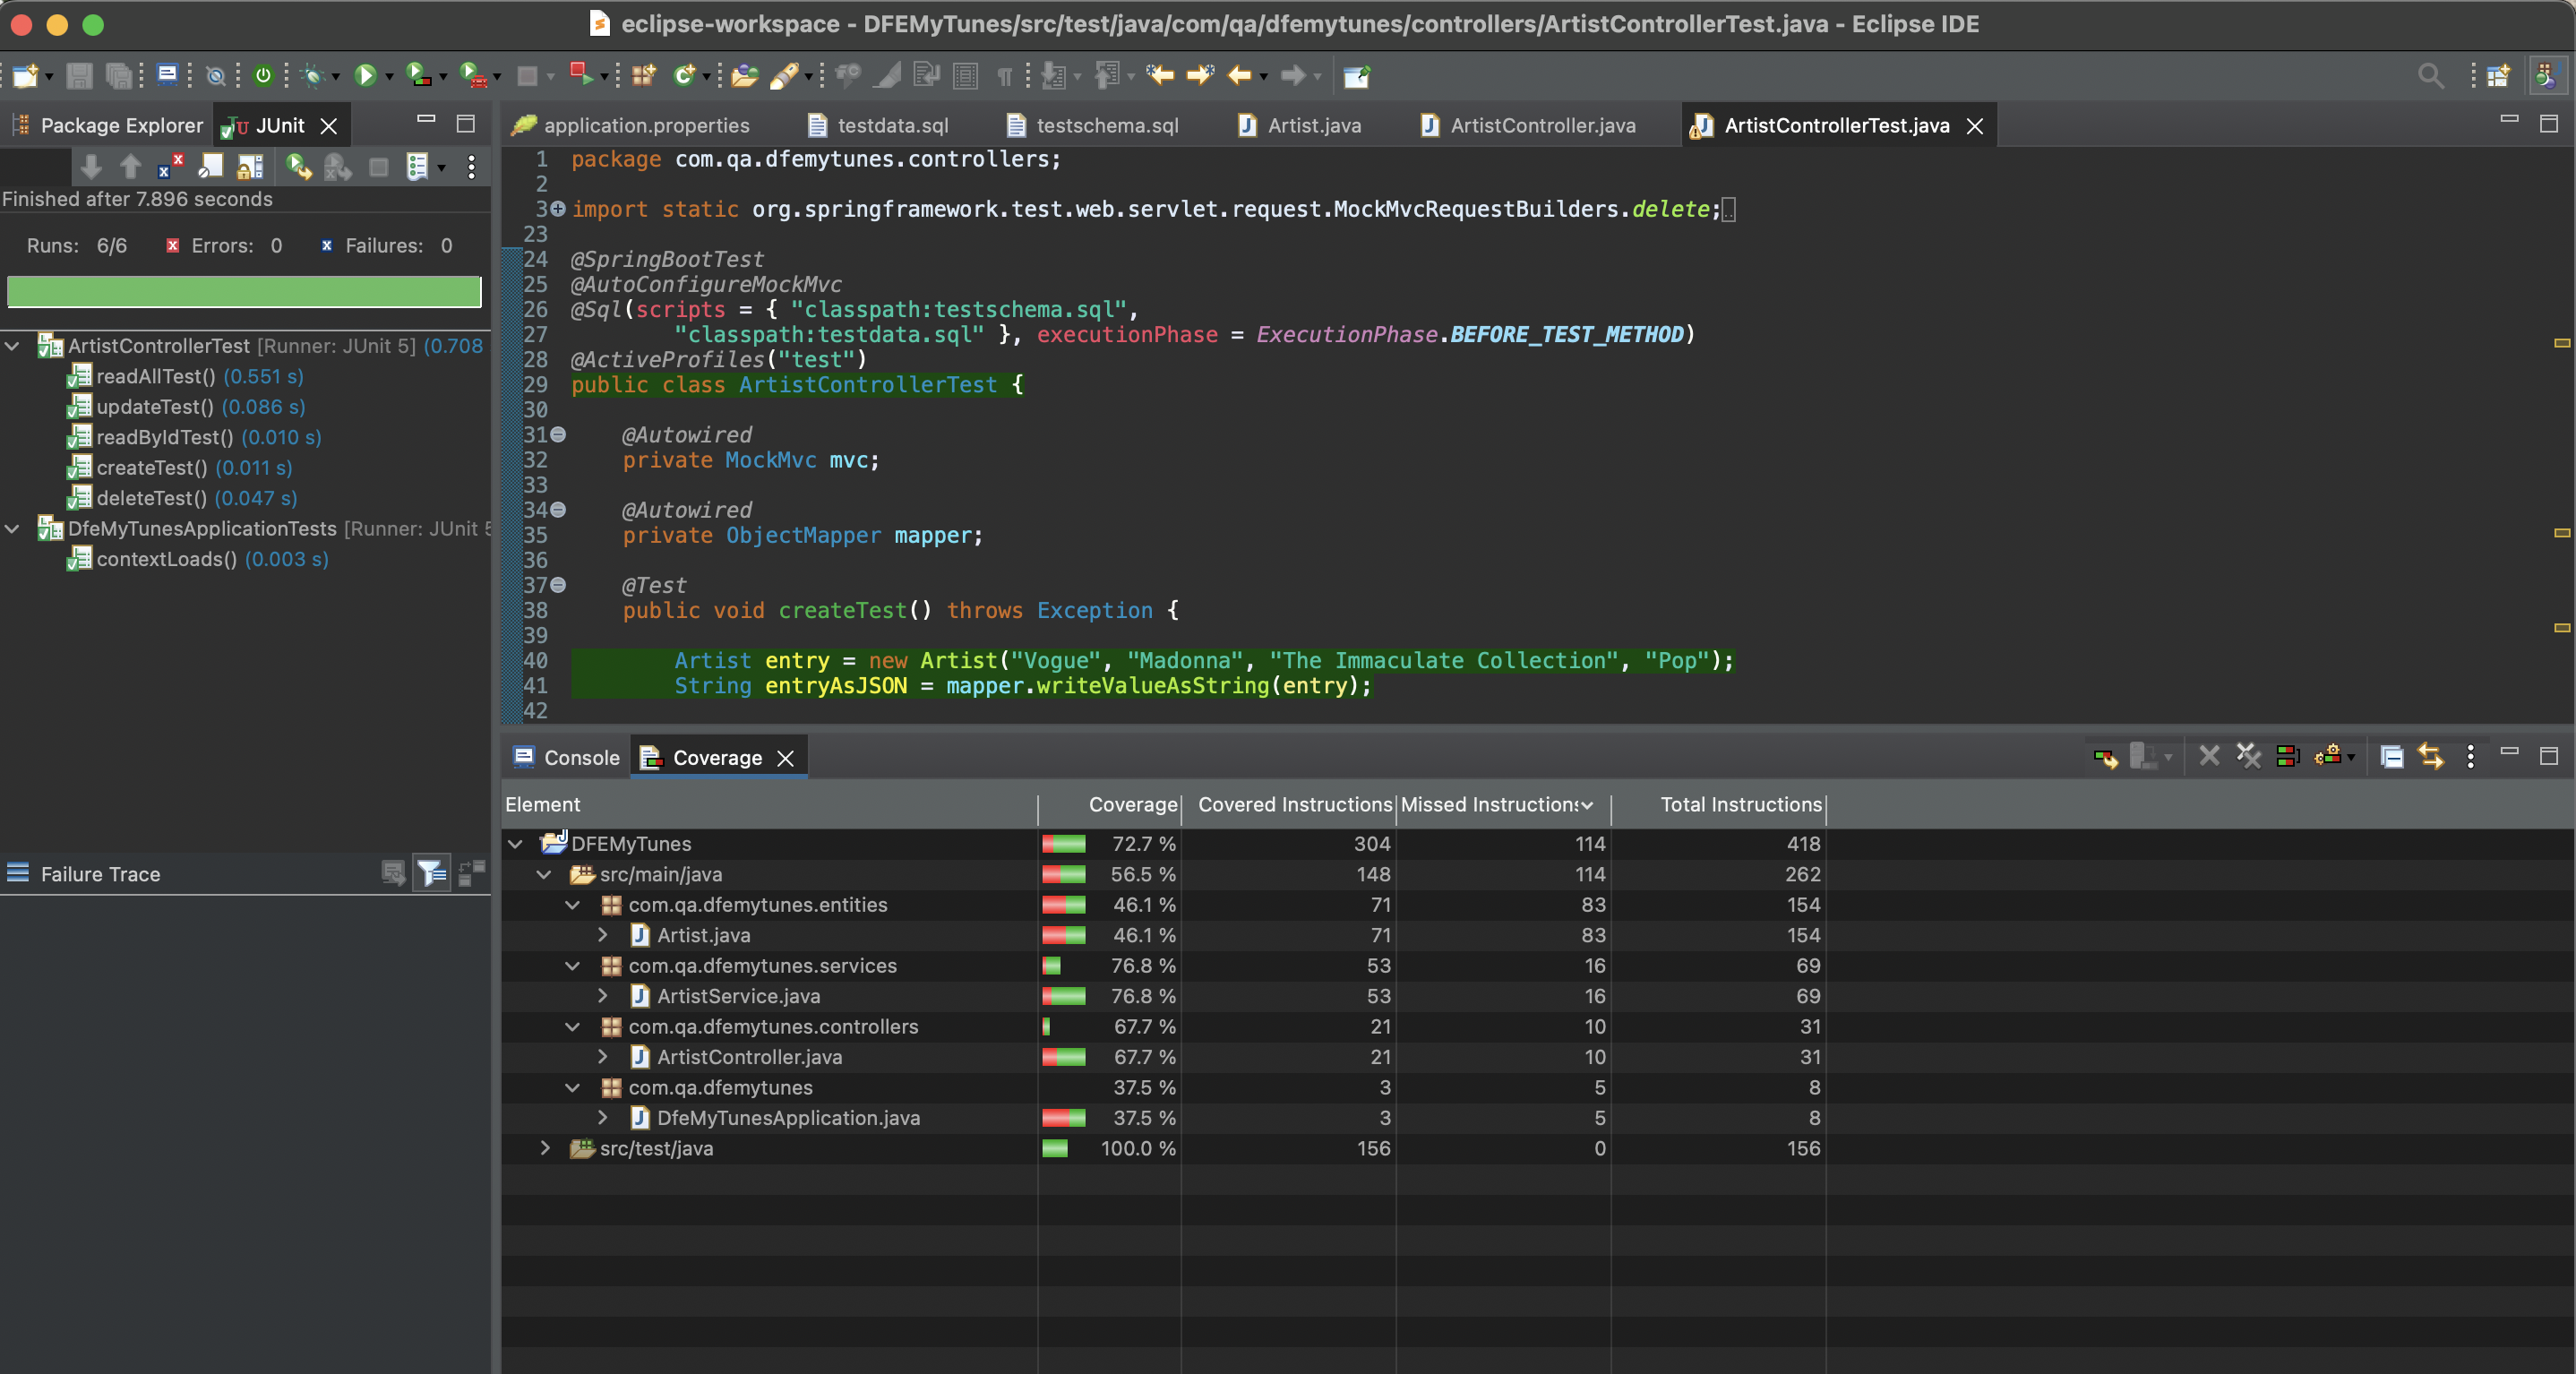 eclipse-workspace - DFEMyTunes/src/test/java/com/qa/dfemytunes/controllers/ArtistControllerTest.java - Eclipse IDE
Package Explorer
JUnit
Finished after 7.896 seconds
Runs: 6/6 Errors: 0 Failures: 0
ArtistControllerTest [Runner: JUnit 5] (0.708
readAllTest() (0.551 s)
updateTest() (0.086 s)
readByIdTest() (0.010 s)
createTest() (0.011 s)
deleteTest() (0.047 s)
DfeMyTunesApplicationTests [Runner: JUnit 5
contextLoads() (0.003 s)
Failure Trace
application.properties
testdata.sql
testschema.sql
Artist.java
ArtistController.java
ArtistControllerTest.java
1 package com.qa.dfemytunes.controllers;
2
3 import static org.springframework.test.web.servlet.request.MockMvcRequestBuilders.delete;
23
24 @SpringBootTest
25 @AutoConfigureMockMvc
26 @Sql(scripts = { "classpath:testschema.sql",
27 "classpath:testdata.sql" }, executionPhase = ExecutionPhase.BEFORE_TEST_METHOD)
28 @ActiveProfiles("test")
29 public class ArtistControllerTest {
30
31 @Autowired
32 private MockMvc mvc;
33
34 @Autowired
35 private ObjectMapper mapper;
36
37 @Test
38 public void createTest() throws Exception {
39
40 Artist entry = new Artist("Vogue", "Madonna", "The Immaculate Collection", "Pop");
41 String entryAsJSON = mapper.writeValueAsString(entry);
42
Console
Coverage
Element Coverage Covered Instructions Missed Instructions Total Instructions
DFEMyTunes 72.7 % 304 114 418
src/main/java 56.5 % 148 114 262
com.qa.dfemytunes.entities 46.1 % 71 83 154
Artist.java 46.1 % 71 83 154
com.qa.dfemytunes.services 76.8 % 53 16 69
ArtistService.java 76.8 % 53 16 69
com.qa.dfemytunes.controllers 67.7 % 21 10 31
ArtistController.java 67.7 % 21 10 31
com.qa.dfemytunes 37.5 % 3 5 8
DfeMyTunesApplication.java 37.5 % 3 5 8
src/test/java 100.0 % 156 0 156